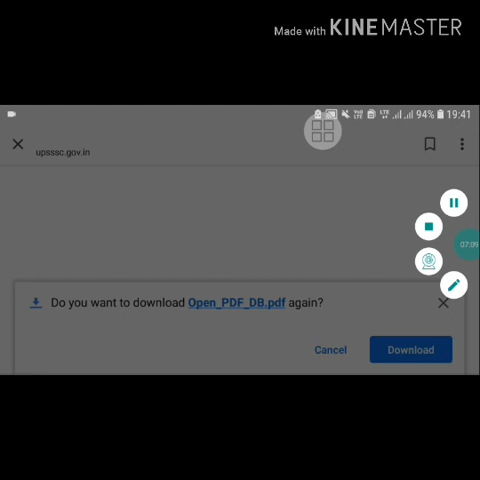 Made with KINEMASTER
94% 19:41
upsssc.gov.in
07:09
Do you want to download Open_PDF_DB.pdf again?
Cancel Download